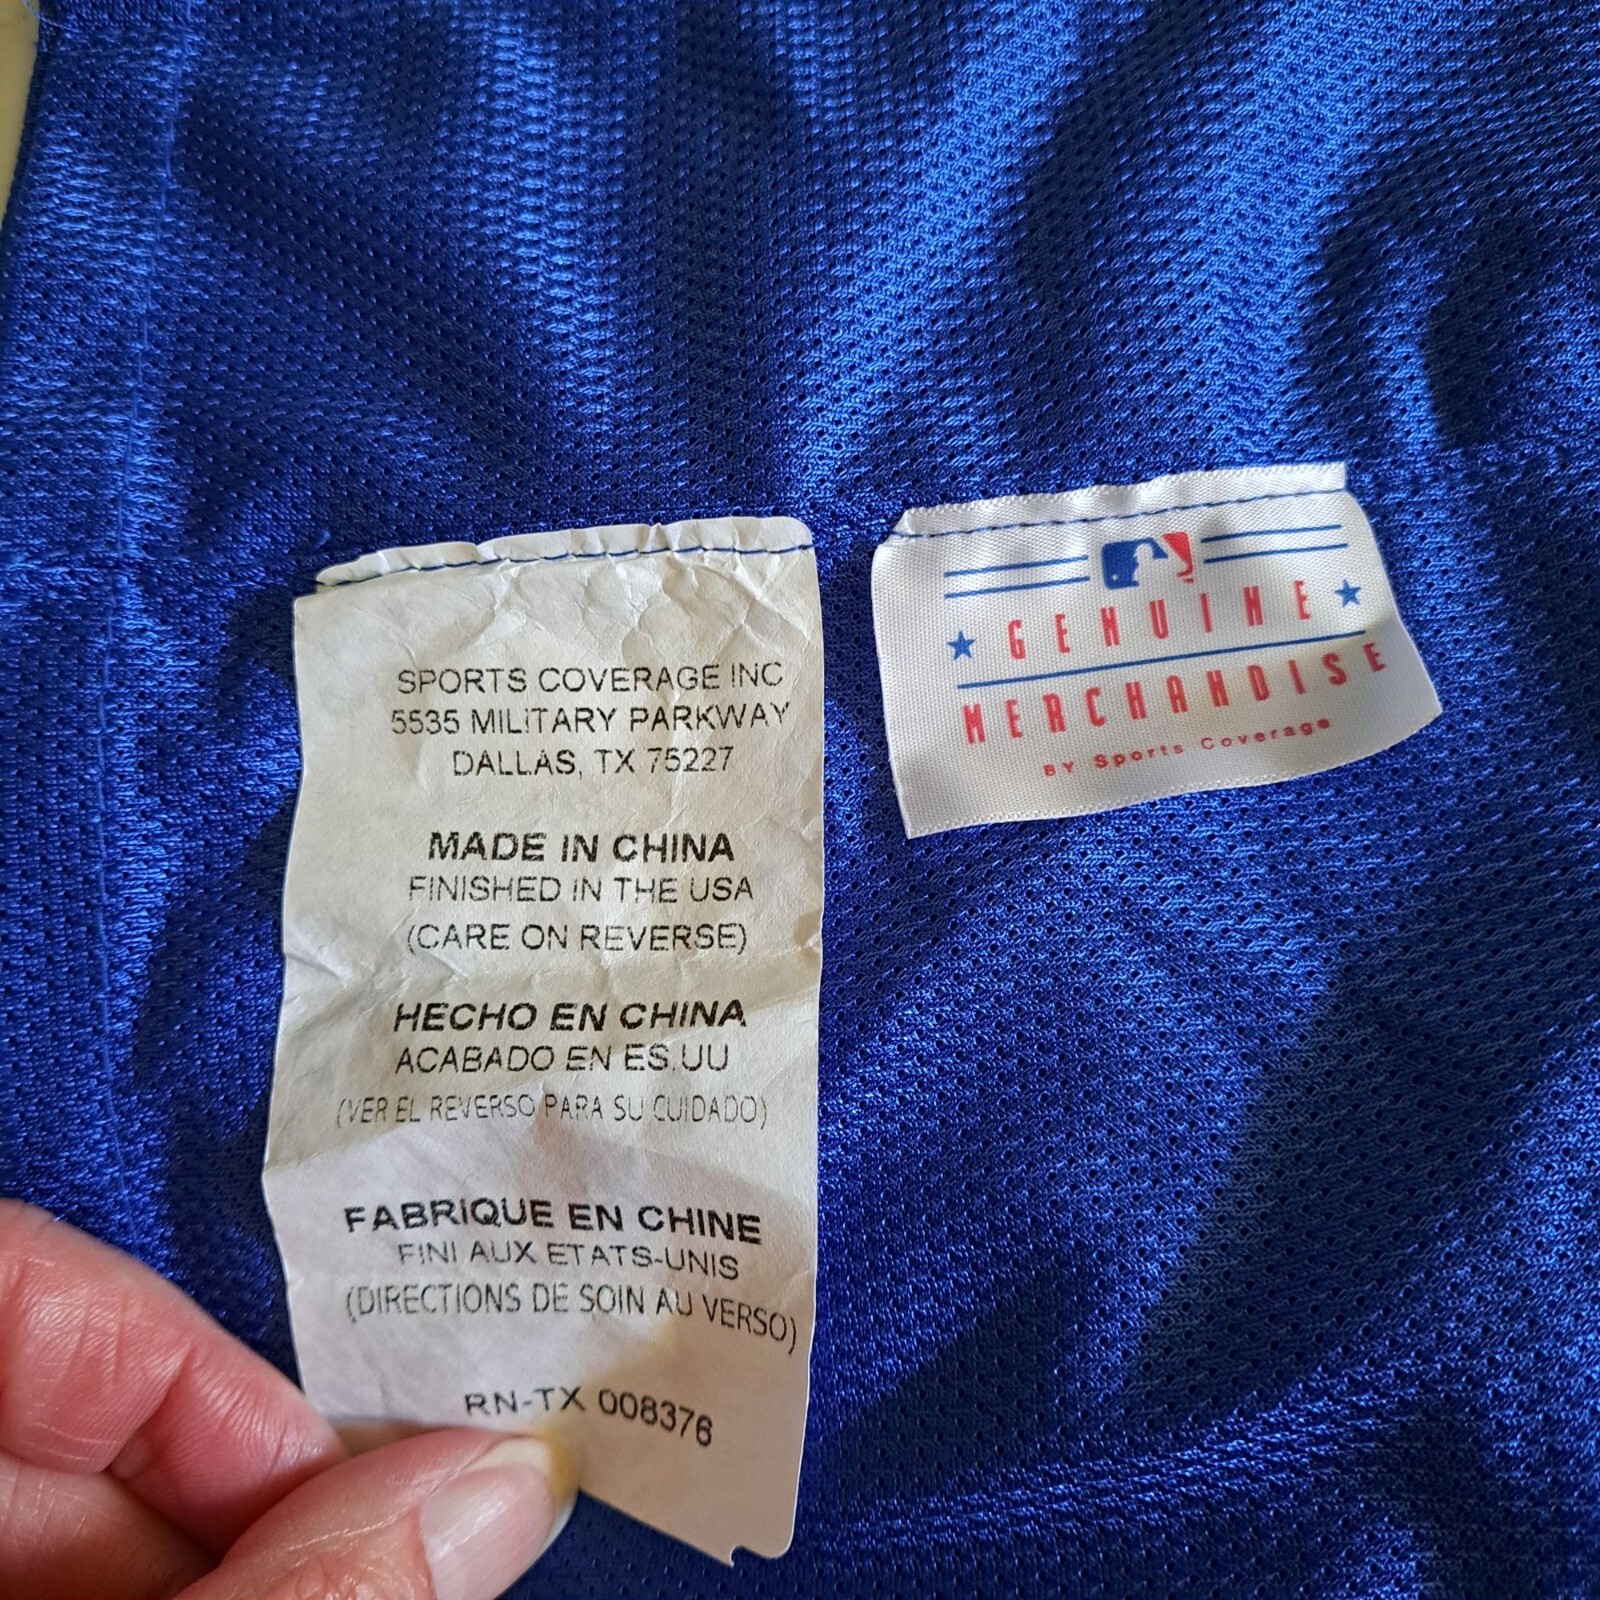 SPORTS COVERAGE INC
5535 MILITARY PARKWAY
DALLAS, TX 75227
MADE IN CHINA
FINISHED IN THE USA
(CARE ON REVERSE)
HECHO EN CHINA
ACABADO EN ES.UU
(VER EL REVERSO PARA SU CUIDADO)
FABRIQUE EN CHINE
FINI AUX ETATS-UNIS
(DIRECTIONS DE SOIN AU VERSO)
RN-TX 008376
GENUINE
MERCHANDISE
BY Sports Coverage